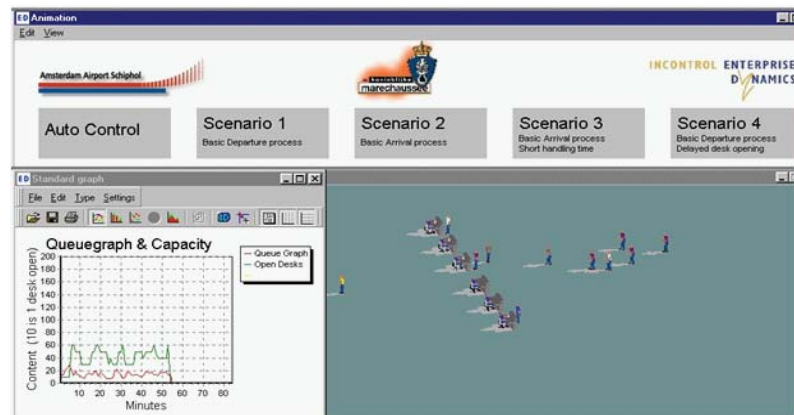 ED Animation
Edit View
Amsterdam Airport Schiphol
koninklijke
marechaussee
INCONTROL ENTERPRISE
DYNAMICS
Auto Control
Scenario 1
Basic Departure process
Scenario 2
Basic Arrival process
Scenario 3
Basic Arrival process
Short handling time
Scenario 4
Basic Departure process
Delayed desk opening
ED Standard graph
File Edit Type Settings
Queuegraph & Capacity
Queue Graph
Open Desks
Content (10 is 1 desk open)
200
180
160
140
120
100
80
60
40
20
0
10 20 30 40 50 60 70 80
Minutes